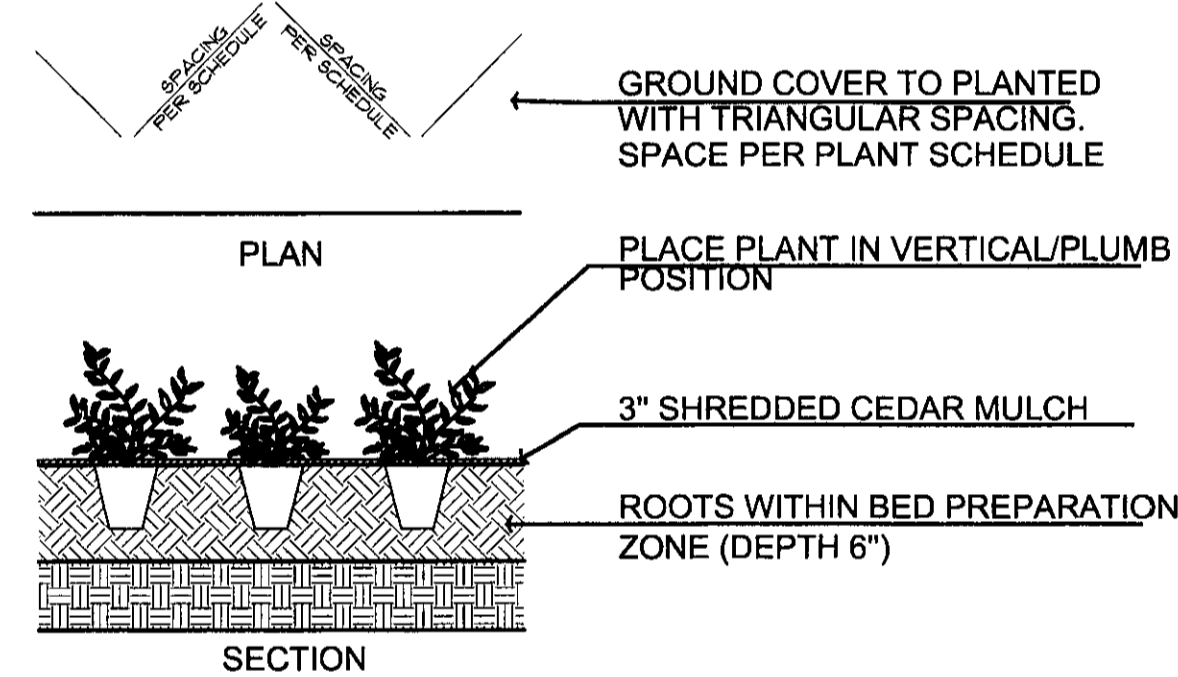 SPACING
PER SCHEDULE
SPACING
PER SCHEDULE
GROUND COVER TO PLANTED
WITH TRIANGULAR SPACING.
SPACE PER PLANT SCHEDULE
PLAN
PLACE PLANT IN VERTICAL/PLUMB
POSITION
3" SHREDDED CEDAR MULCH
ROOTS WITHIN BED PREPARATION
ZONE (DEPTH 6")
SECTION